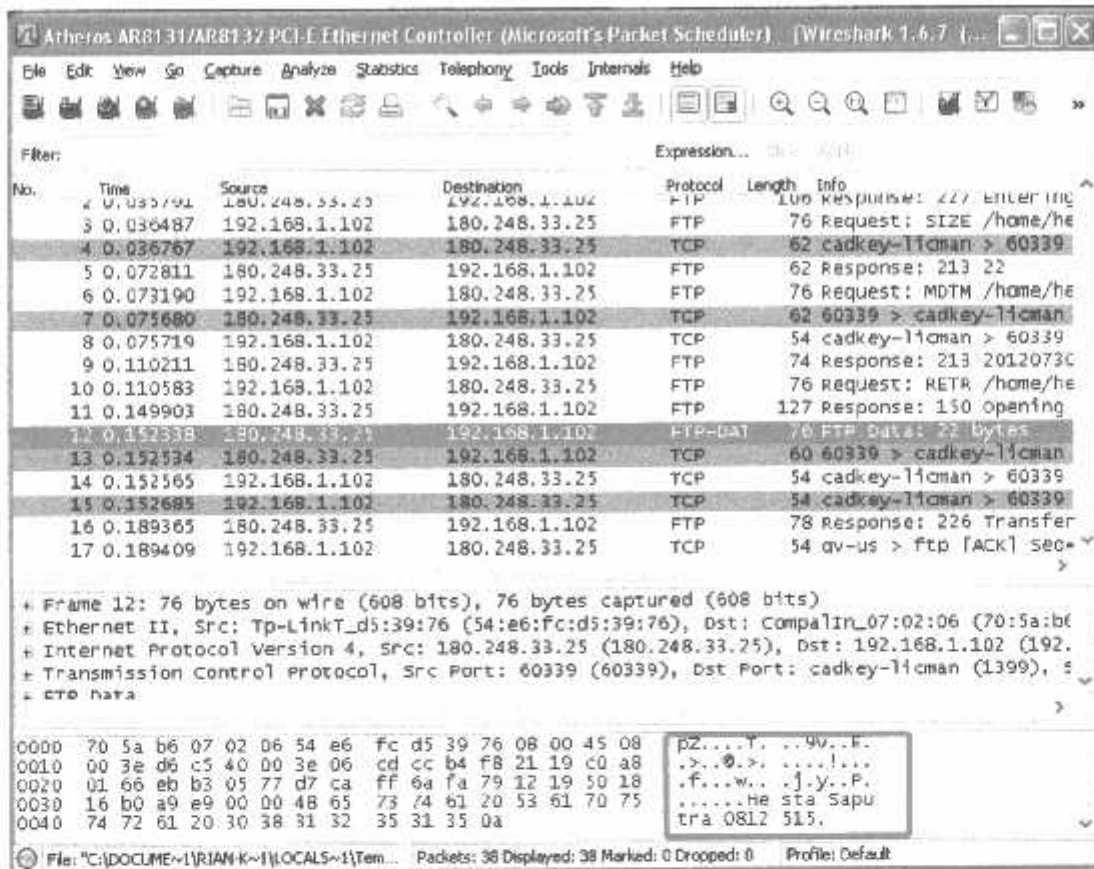 Atheros AR8131/AR8132 PCI-E Ethernet Controller (Microsoft's Packet Scheduler) [Wireshark 1.6.7 (...
File Edit View Go Capture Analyze Statistics Telephony Tools Internals Help
Filter: Expression...
No. Time Source Destination Protocol Length Info
2 0.035791 180.248.33.25 192.168.1.102 FTP 106 Response: 227 Entering
3 0.036487 192.168.1.102 180.248.33.25 FTP 76 Request: SIZE /home/he
4 0.036767 192.168.1.102 180.248.33.25 TCP 62 cadkey-licman > 60339
5 0.072811 180.248.33.25 192.168.1.102 FTP 62 Response: 213 22
6 0.073190 192.168.1.102 180.248.33.25 FTP 76 Request: MDTM /home/he
7 0.075680 180.248.33.25 192.168.1.102 TCP 62 60339 > cadkey-licman
8 0.075719 192.168.1.102 180.248.33.25 TCP 54 cadkey-licman > 60339
9 0.110211 180.248.33.25 192.168.1.102 FTP 74 Response: 213 20120730
10 0.110583 192.168.1.102 180.248.33.25 FTP 76 Request: RETR /home/he
11 0.149903 180.248.33.25 192.168.1.102 FTP 127 Response: 150 Opening
12 0.152338 180.248.33.25 192.168.1.102 FTP-DAT 76 FTP Data: 22 bytes
13 0.152534 180.248.33.25 192.168.1.102 TCP 60 60339 > cadkey-licman
14 0.152565 192.168.1.102 180.248.33.25 TCP 54 cadkey-licman > 60339
15 0.152685 192.168.1.102 180.248.33.25 TCP 54 cadkey-licman > 60339
16 0.189365 180.248.33.25 192.168.1.102 FTP 78 Response: 226 Transfer
17 0.189409 192.168.1.102 180.248.33.25 TCP 54 gv-us > ftp [ACK] Seq=
+ Frame 12: 76 bytes on wire (608 bits), 76 bytes captured (608 bits)
+ Ethernet II, Src: Tp-LinkT_d5:39:76 (54:e6:fc:d5:39:76), Dst: CompalIn_07:02:06 (70:5a:b6
+ Internet Protocol Version 4, Src: 180.248.33.25 (180.248.33.25), Dst: 192.168.1.102 (192.
+ Transmission Control Protocol, Src Port: 60339 (60339), Dst Port: cadkey-licman (1399), S
+ FTP Data
0000 70 5a b6 07 02 06 54 e6 fc d5 39 76 08 00 45 08 pZ....T. ..9v..E.
0010 00 3e d6 c5 40 00 3e 06 cd cc b4 f8 21 19 c0 a8 .>..@.>. ....!...
0020 01 66 eb b3 05 77 d7 ca ff 6a fa 79 12 19 50 18 .f...w.. .j.y..P.
0030 16 b0 a9 e9 00 00 48 65 73 74 61 20 53 61 70 75 ......He sta Sapu
0040 74 72 61 20 30 38 31 32 35 31 35 0a tra 0812 515.
File: "C:\DOCUME~1\RIAN-K~1\LOCALS~1\Tem... Packets: 38 Displayed: 38 Marked: 0 Dropped: 0 Profile: Default